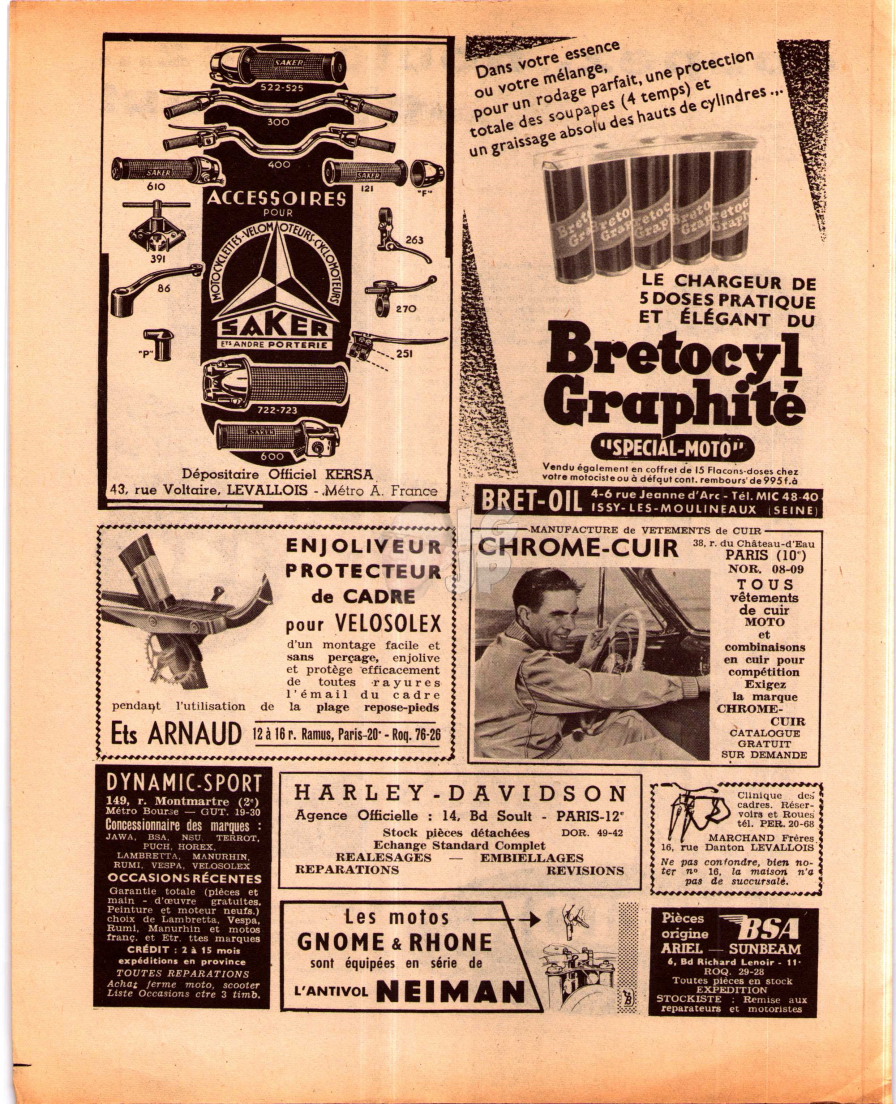 SAKER
522-525
300
400
SAKER
610
SAKER
121
"F"
ACCESSOIRES
POUR
MOTOCYCLETTES-VELOMOTEURS-CYCLOMOTEURS
391
263
86
270
SAKER
ETS ANDRE PORTERIE
"P"
251
722-723
SAKER
600
Dépositaire Officiel KERSA
43, rue Voltaire, LEVALLOIS - Métro A. France
Dans votre essence
ou votre mélange,
pour un rodage parfait, une protection
totale des soupapes (4 temps) et
un graissage absolu des hauts de cylindres ...
LE CHARGEUR DE
5 DOSES PRATIQUE
ET ÉLÉGANT DU
Bretocyl
Graphité
"SPECIAL-MOTO"
Vendu également en coffret de 15 Flacons-doses chez
votre motociste ou à défaut cont. rembours' de 995 f. à
BRET-OIL 4-6 rue Jeanne d'Arc - Tél. MIC 48-40
ISSY-LES-MOULINEAUX (SEINE)
ENJOLIVEUR
PROTECTEUR
de CADRE
pour VELOSOLEX
d'un montage facile et
sans perçage, enjolive
et protège efficacement
de toutes rayures
l'émail du cadre
pendant l'utilisation de la plage repose-pieds
Ets ARNAUD 12 à 16 r. Ramus, Paris-20e - Roq. 76-26
MANUFACTURE de VETEMENTS de CUIR
CHROME-CUIR 38, r. du Château-d'Eau
PARIS (10e)
NOR. 08-09
TOUS
vêtements
de cuir
MOTO
et
combinaisons
en cuir pour
compétition
Exigez
la marque
CHROME-
CUIR
CATALOGUE
GRATUIT
SUR DEMANDE
DYNAMIC-SPORT
149, r. Montmartre (2e)
Métro Bourse — GUT. 19-30
Concessionnaire des marques :
JAWA, BSA, NSU, TERROT,
PUCH, HOREX,
LAMBRETTA, MANURHIN,
RUMI, VESPA, VELOSOLEX
OCCASIONS RÉCENTES
Garantie totale (pièces et
main - d'œuvre gratuites.
Peinture et moteur neufs.)
choix de Lambretta, Vespa,
Rumi, Manurhin et motos
franç. et Etr. ttes marques
CRÉDIT : 2 à 15 mois
expéditions en province
TOUTES REPARATIONS
Achat ferme moto, scooter
Liste Occasions ctre 3 timb.
HARLEY-DAVIDSON
Agence Officielle : 14, Bd Soult - PARIS-12e
Stock pièces détachées DOR. 49-42
Echange Standard Complet
REALESAGES — EMBIELLAGES
REPARATIONS REVISIONS
Clinique des
cadres. Réser-
voirs et Roues
tél. PER. 20-68
MARCHAND Frères
16, rue Danton LEVALLOIS
Ne pas confondre, bien no-
ter n° 16, la maison n'a
pas de succursale.
Les motos
GNOME & RHONE
sont équipées en série de
L'ANTIVOL NEIMAN
Pièces
origine BSA
ARIEL — SUNBEAM
6, Bd Richard Lenoir - 11e
ROQ. 29-28
Toutes pièces en stock
EXPEDITION
STOCKISTE : Remise aux
reparateurs et motoristes